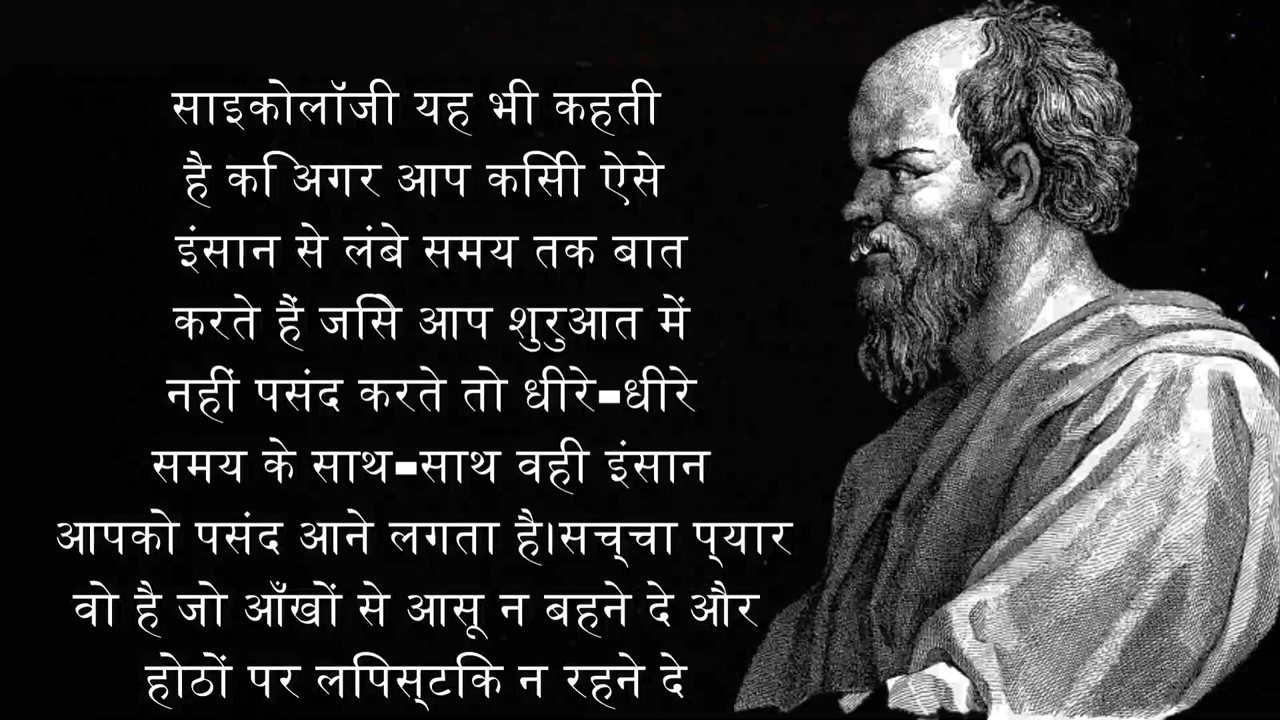 साइकोलॉजी यह भी कहती
है कि अगर आप किसी ऐसे
इंसान से लंबे समय तक बात
करते हैं जिसे आप शुरुआत में
नहीं पसंद करते तो धीरे-धीरे
समय के साथ-साथ वही इंसान
आपको पसंद आने लगता है।सच्चा प्यार
वो है जो आँखों से आसू न बहने दे और
होठों पर लिपिस्टिक न रहने दे